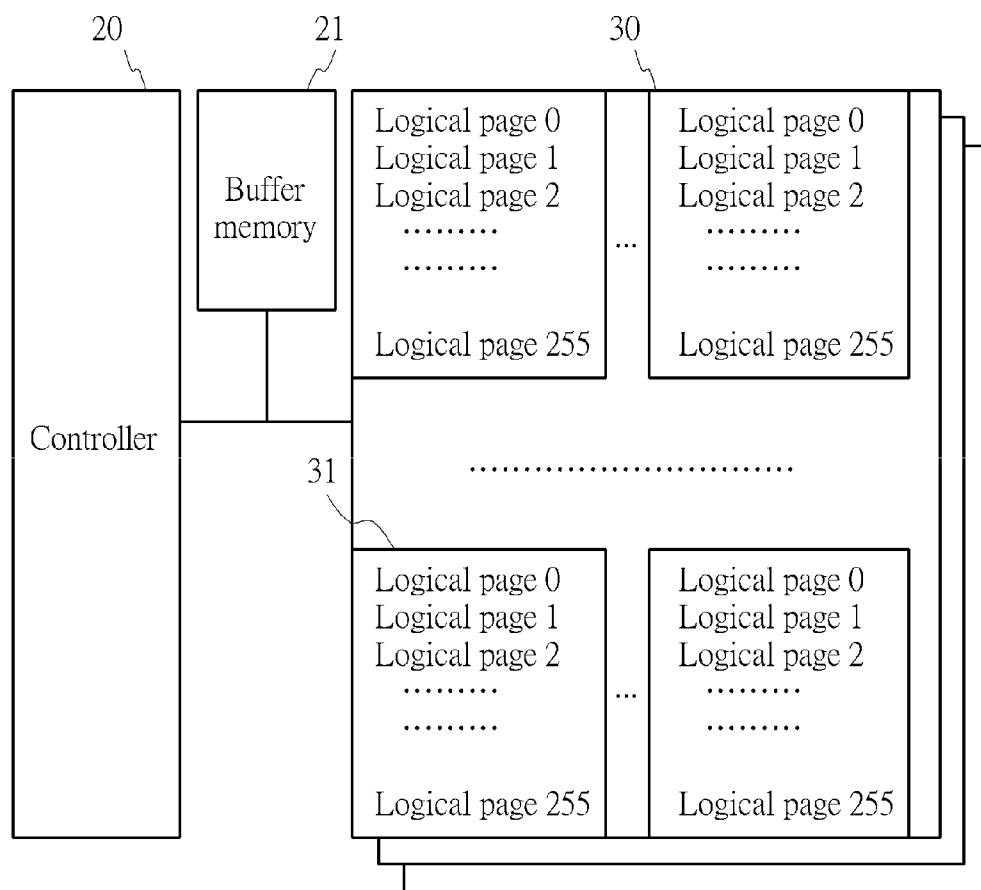 20 21 30
Logical page 0 Logical page 0
Logical page 1 Logical page 1
Logical page 2 Logical page 2
......... .........
......... ... .........
Logical page 255 Logical page 255
Buffer
memory
Controller
..............................
31
Logical page 0 Logical page 0
Logical page 1 Logical page 1
Logical page 2 Logical page 2
......... ... .........
......... .........
Logical page 255 Logical page 255